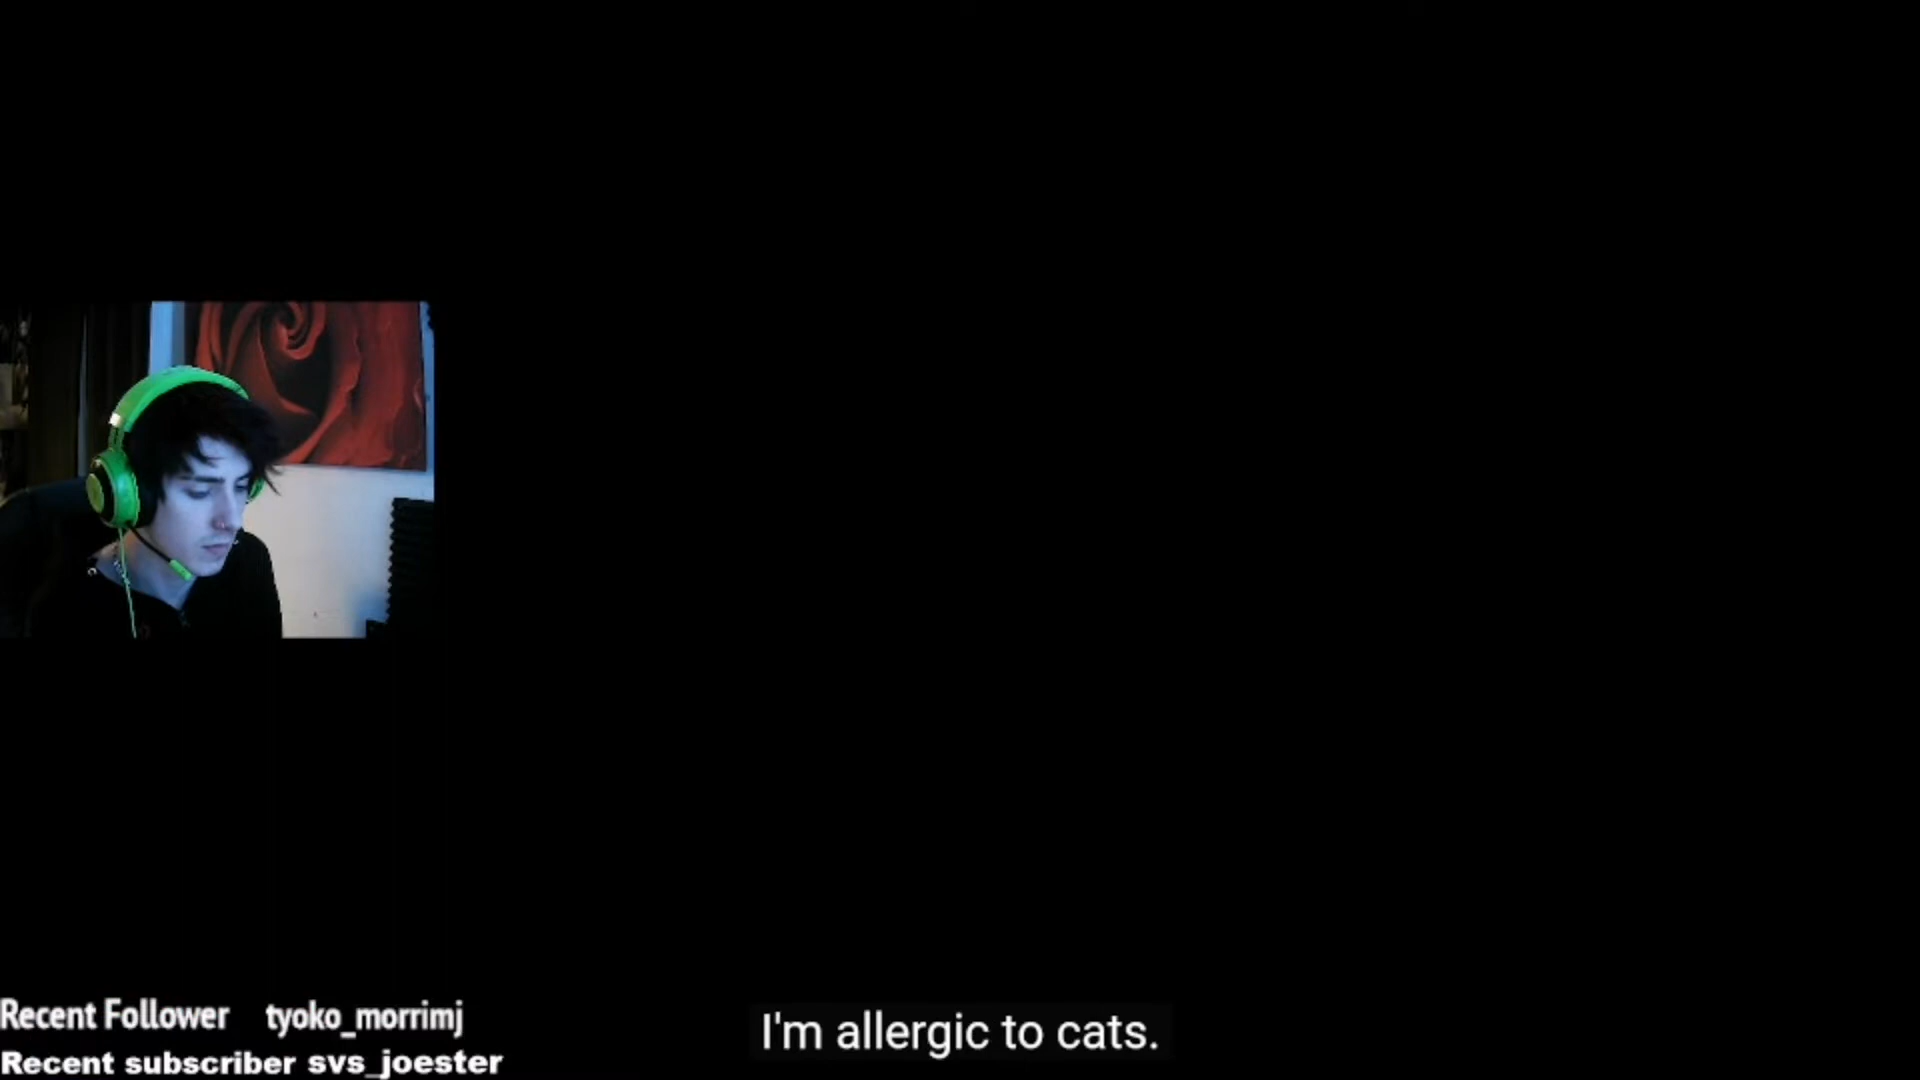 Recent Follower tyoko_morrimj
Recent subscriber svs_joester
I'm allergic to cats.